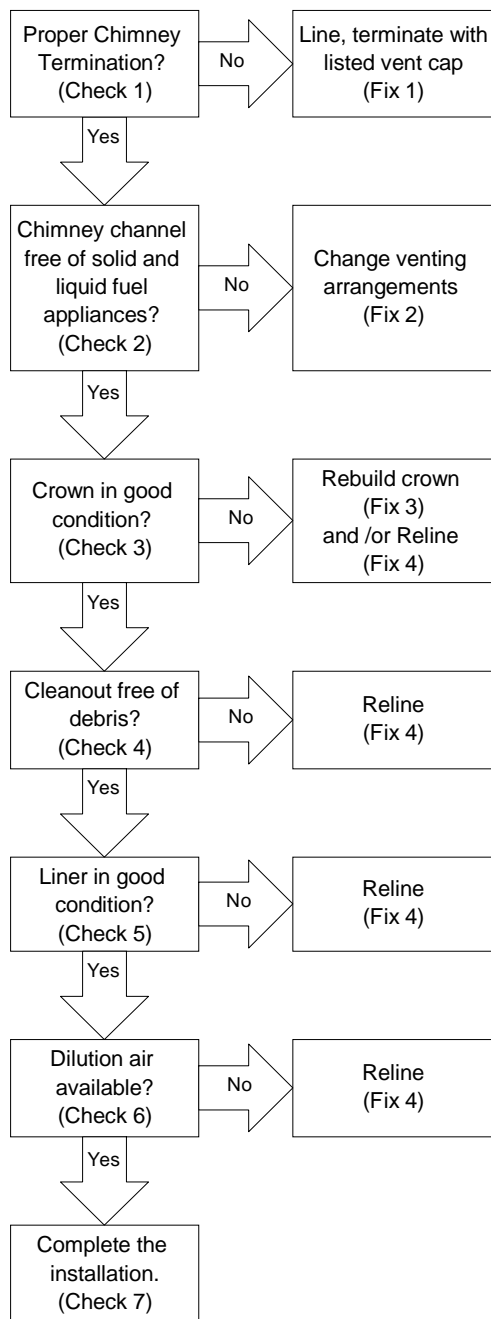 Proper Chimney
Termination?
(Check 1)
No
Line, terminate with
listed vent cap
(Fix 1)
Yes
Chimney channel
free of solid and
liquid fuel
appliances?
(Check 2)
No
Change venting
arrangements
(Fix 2)
Yes
Crown in good
condition?
(Check 3)
No
Rebuild crown
(Fix 3)
and /or Reline
(Fix 4)
Yes
Cleanout free of
debris?
(Check 4)
No
Reline
(Fix 4)
Yes
Liner in good
condition?
(Check 5)
No
Reline
(Fix 4)
Yes
Dilution air
available?
(Check 6)
No
Reline
(Fix 4)
Yes
Complete the
installation.
(Check 7)